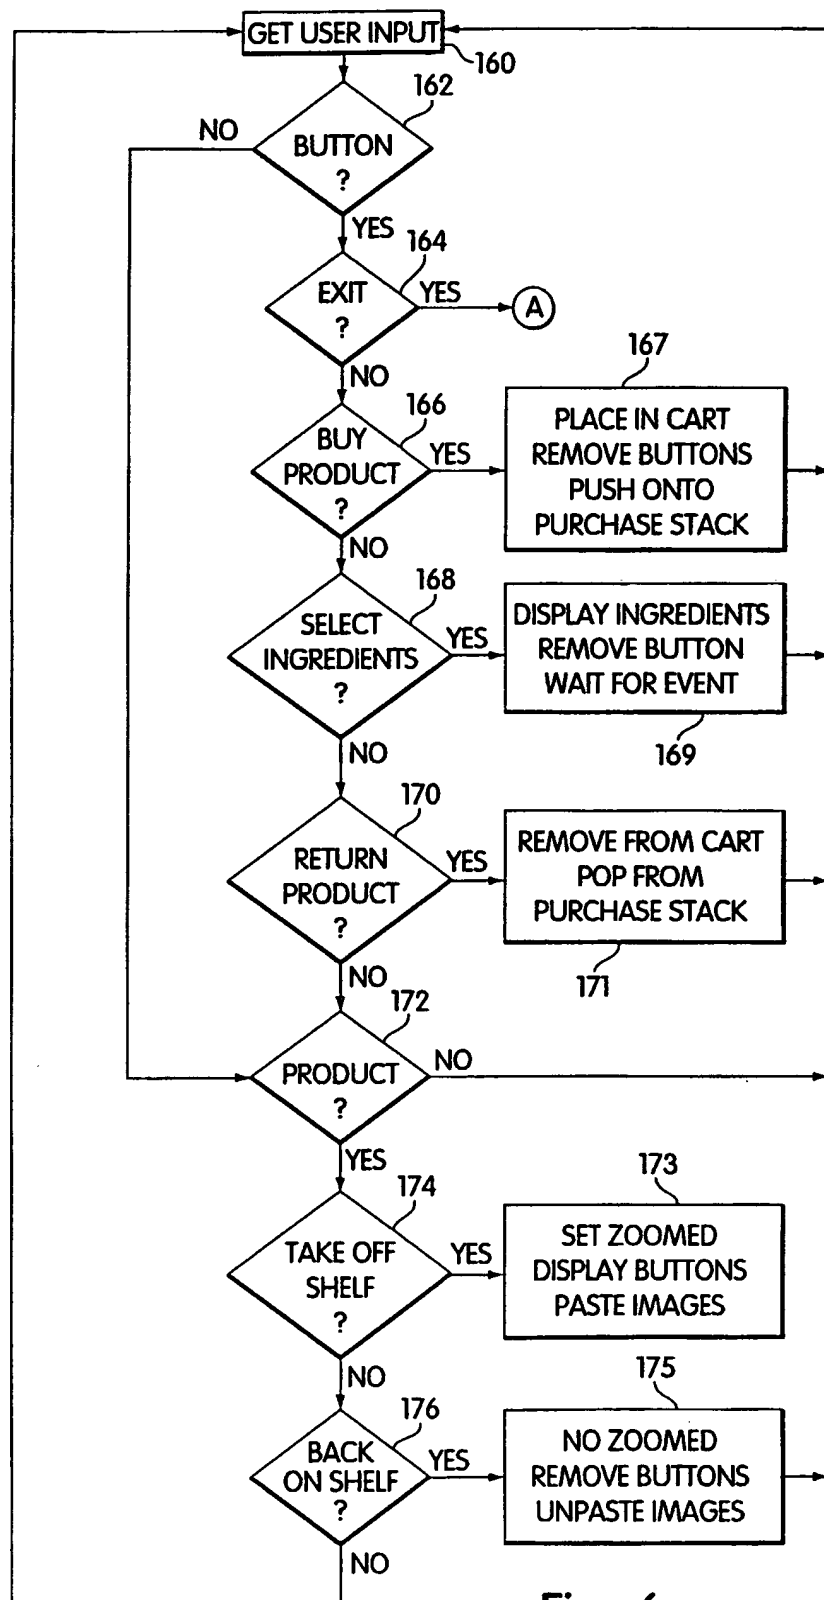 GET USER INPUT
160
162
NO
BUTTON
?
YES
164
EXIT
?
YES
A
NO
167
166
BUY
PRODUCT
?
YES
PLACE IN CART
REMOVE BUTTONS
PUSH ONTO
PURCHASE STACK
NO
168
SELECT
INGREDIENTS
?
YES
DISPLAY INGREDIENTS
REMOVE BUTTON
WAIT FOR EVENT
169
NO
170
RETURN
PRODUCT
?
YES
REMOVE FROM CART
POP FROM
PURCHASE STACK
171
NO
172
PRODUCT
?
NO
YES
173
174
TAKE OFF
SHELF
?
YES
SET ZOOMED
DISPLAY BUTTONS
PASTE IMAGES
NO
175
176
BACK
ON SHELF
?
YES
NO ZOOMED
REMOVE BUTTONS
UNPASTE IMAGES
NO